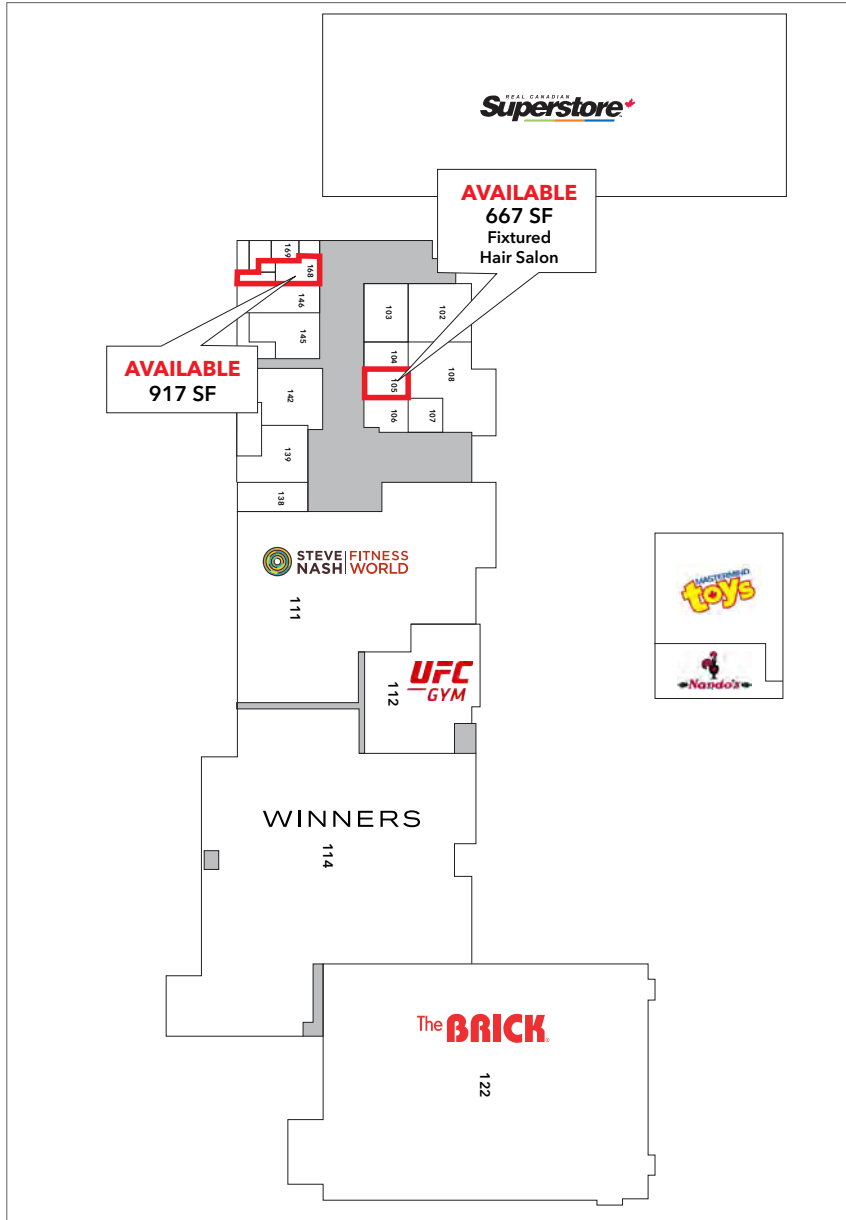 REAL CANADIAN
Superstore
AVAILABLE
667 SF
Fixtured
Hair Salon
169
168
146
145
AVAILABLE
917 SF
142
139
138
103
102
104
108
105
106
107
STEVE NASH
FITNESS WORLD
111
UFC
GYM
112
MASTERMIND
toys
Nando's
WINNERS
114
The BRICK
122